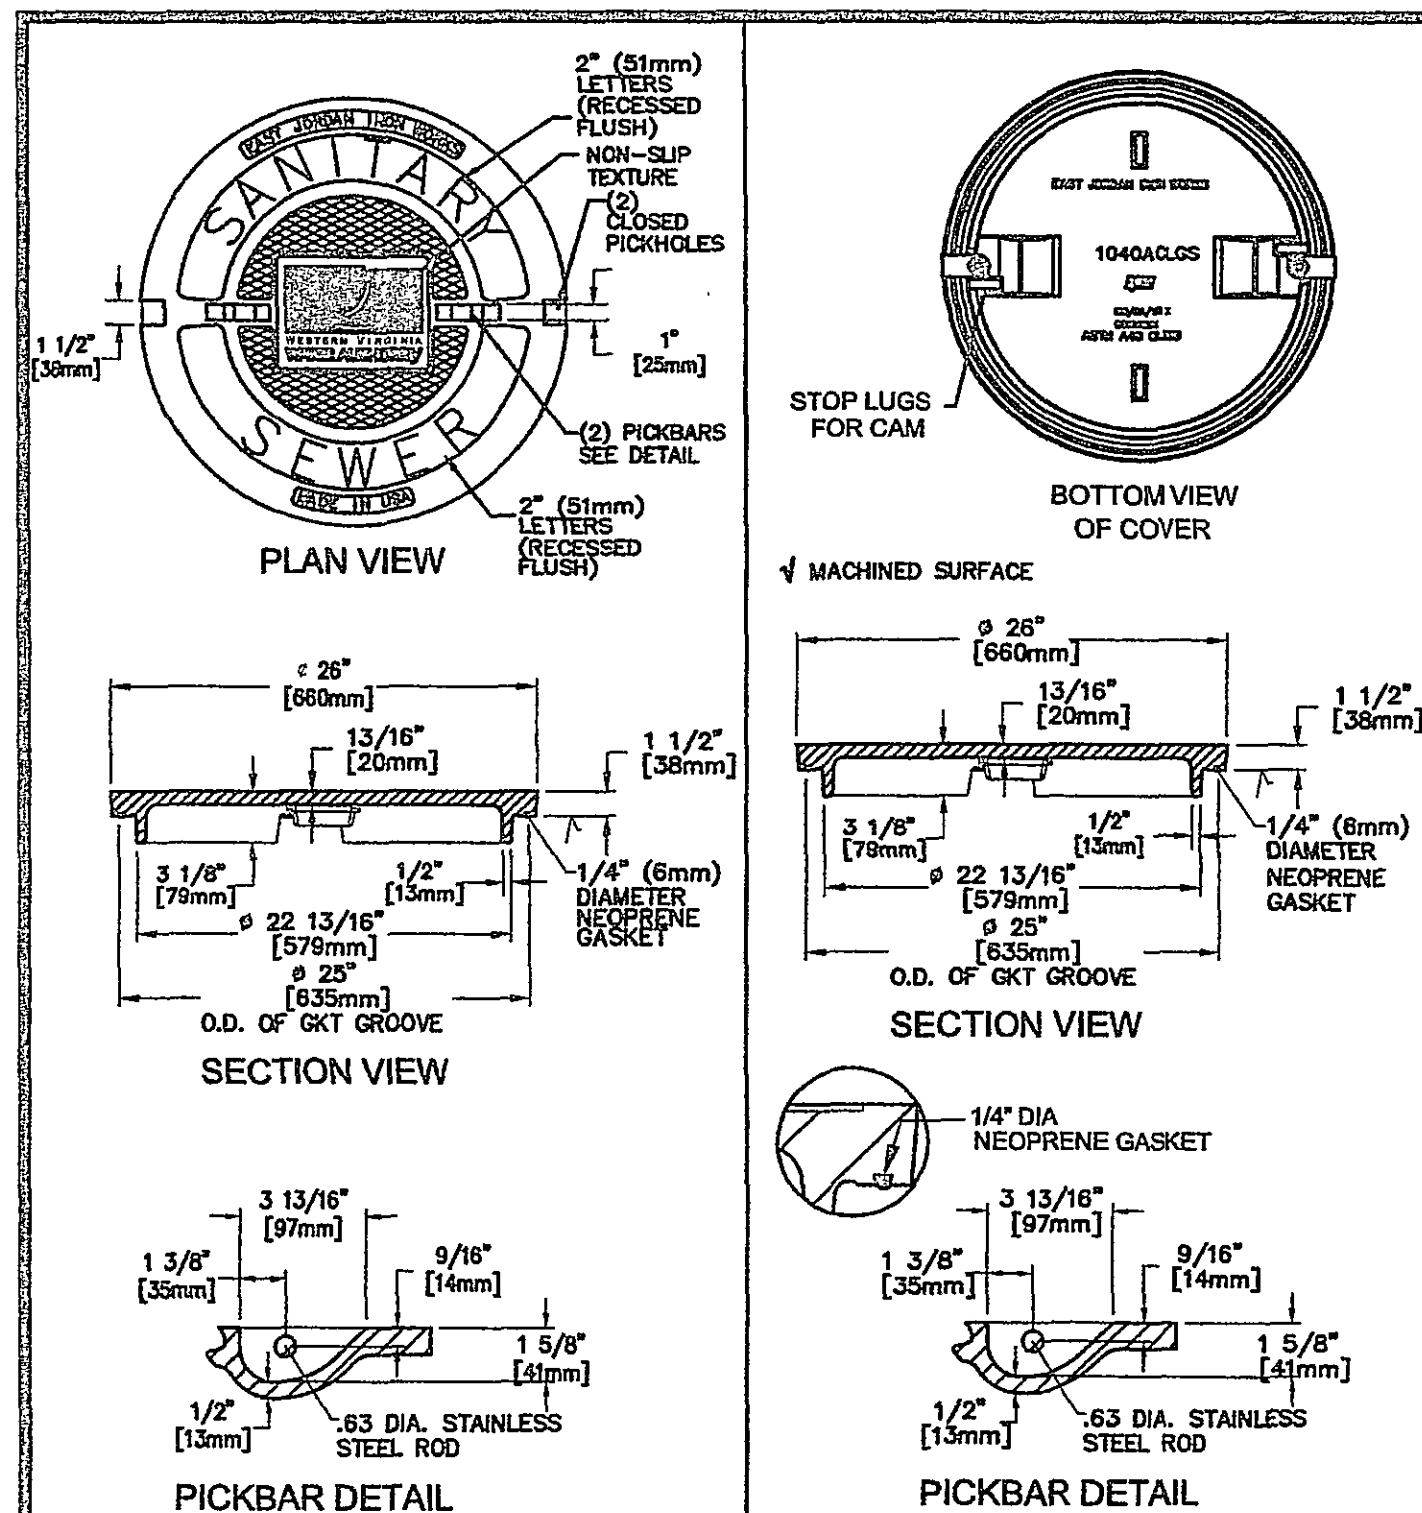 2" (51mm)
LETTERS
(RECESSED
FLUSH)
NON-SLIP
TEXTURE
(2)
CLOSED
PICKHOLES
EAST JORDAN IRON WORKS
SANITARY
WESTERN VIRGINIA
1 1/2"
[38mm]
1"
[25mm]
(2) PICKBARS
SEE DETAIL
SEWER
MADE IN USA
2" (51mm)
LETTERS
(RECESSED
FLUSH)
PLAN VIEW
⌀ 26"
[660mm]
13/16"
[20mm]
1 1/2"
[38mm]
3 1/8"
[79mm]
1/2"
[13mm]
1/4" (6mm)
DIAMETER
NEOPRENE
GASKET
⌀ 22 13/16"
[579mm]
⌀ 25"
[635mm]
O.D. OF GKT GROOVE
SECTION VIEW
3 13/16"
[97mm]
1 3/8"
[35mm]
9/16"
[14mm]
1 5/8"
[41mm]
1/2"
[13mm]
.63 DIA. STAINLESS
STEEL ROD
PICKBAR DETAIL
EAST JORDAN IRON WORKS
1040ACLGS
STOP LUGS
FOR CAM
BOTTOM VIEW
OF COVER
√ MACHINED SURFACE
⌀ 26"
[660mm]
13/16"
[20mm]
1 1/2"
[38mm]
3 1/8"
[79mm]
1/2"
[13mm]
1/4" (6mm)
DIAMETER
NEOPRENE
GASKET
⌀ 22 13/16"
[579mm]
⌀ 25"
[635mm]
O.D. OF GKT GROOVE
SECTION VIEW
1/4" DIA
NEOPRENE GASKET
3 13/16"
[97mm]
1 3/8"
[35mm]
9/16"
[14mm]
1 5/8"
[41mm]
1/2"
[13mm]
.63 DIA. STAINLESS
STEEL ROD
PICKBAR DETAIL